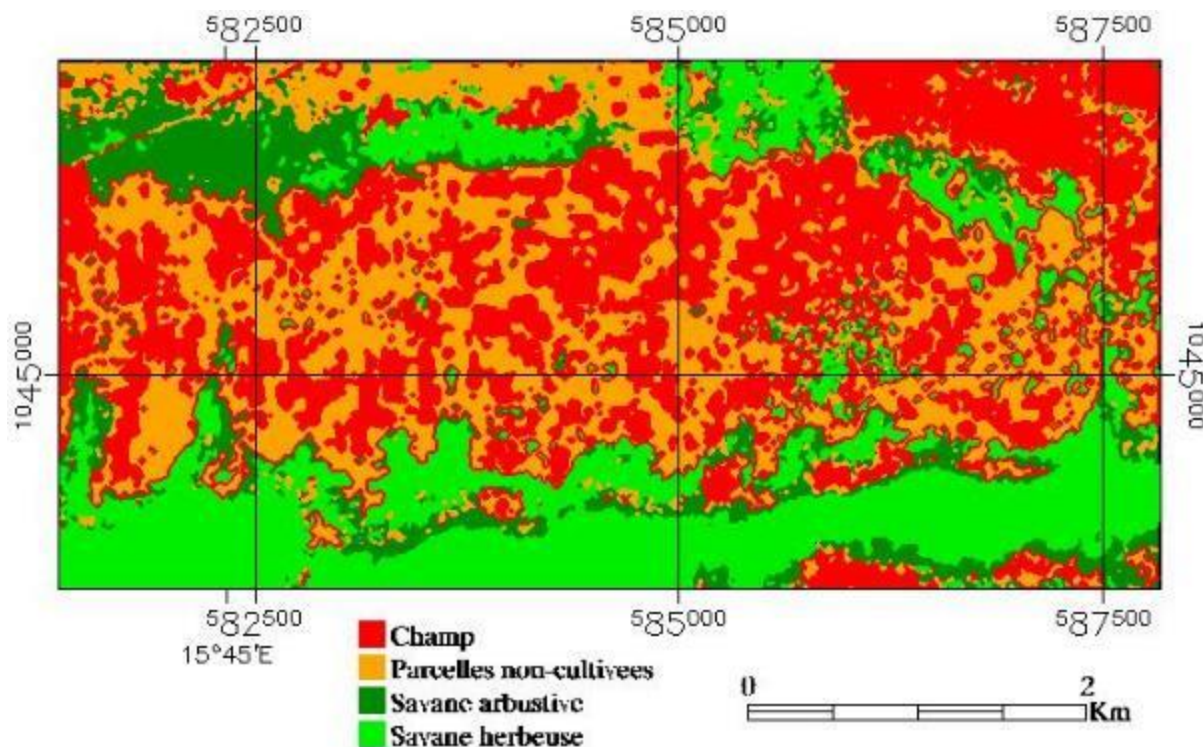 582500 585000 587500
1045000 1045000
582500 585000 587500
15°45'E
Champ
Parcelles non-cultivees
Savane arbustive
Savane herbeuse
0 2
Km